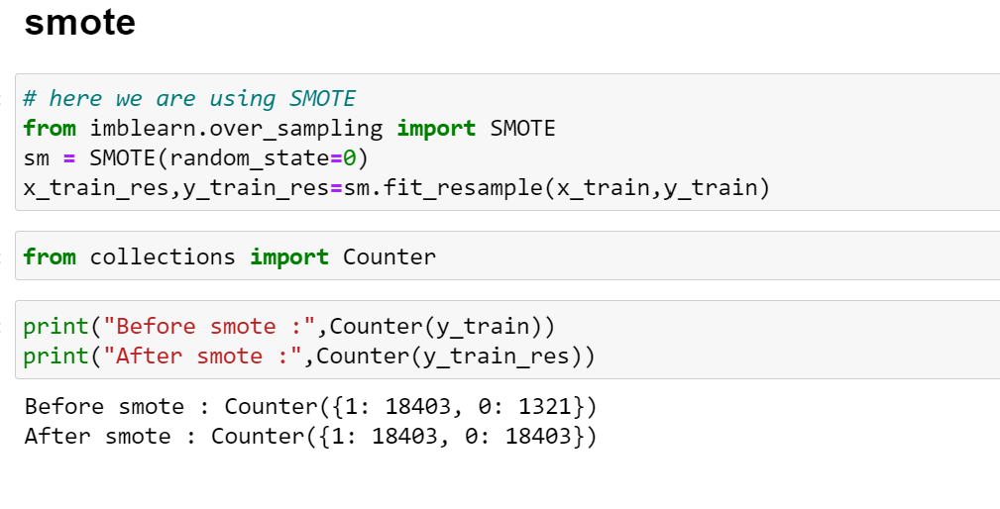 smote
# here we are using SMOTE
from imblearn.over_sampling import SMOTE
sm = SMOTE(random_state=0)
x_train_res,y_train_res=sm.fit_resample(x_train,y_train)
from collections import Counter
print("Before smote :",Counter(y_train))
print("After smote :",Counter(y_train_res))
Before smote : Counter({1: 18403, 0: 1321})
After smote : Counter({1: 18403, 0: 18403})